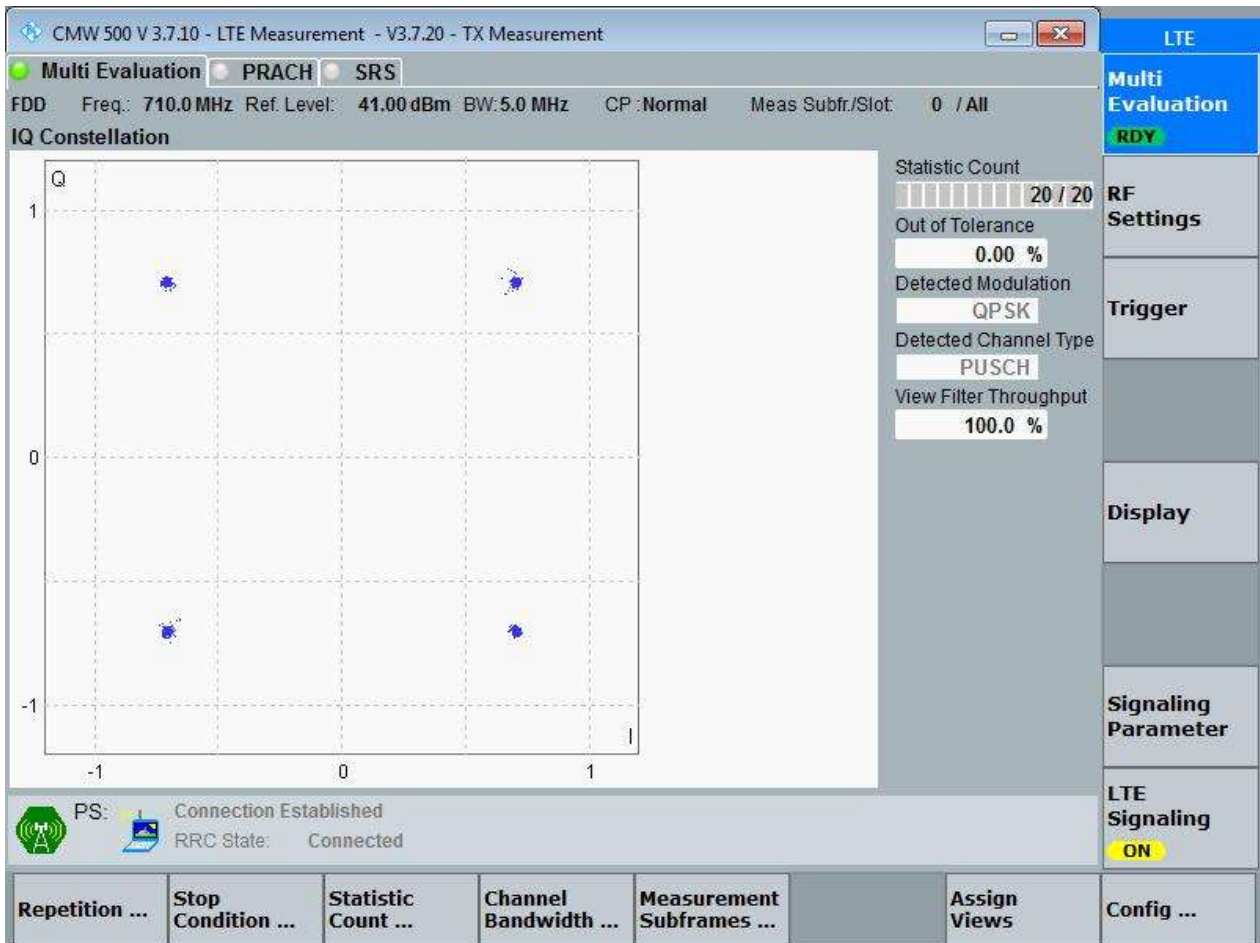 CMW 500 V 3.7.10 - LTE Measurement - V3.7.20 - TX Measurement
LTE
Multi Evaluation PRACH SRS
FDD Freq.: 710.0 MHz Ref. Level: 41.00 dBm BW: 5.0 MHz CP : Normal Meas Subfr./Slot: 0 / All
IQ Constellation
Q
1
0
-1
I
-1 0 1
Statistic Count
20 / 20
Out of Tolerance
0.00 %
Detected Modulation
QPSK
Detected Channel Type
PUSCH
View Filter Throughput
100.0 %
Multi
Evaluation
RDY
RF
Settings
Trigger
Display
Signaling
Parameter
LTE
Signaling
ON
PS: Connection Established
RRC State: Connected
Repetition ...
Stop
Condition ...
Statistic
Count ...
Channel
Bandwidth ...
Measurement
Subframes ...
Assign
Views
Config ...